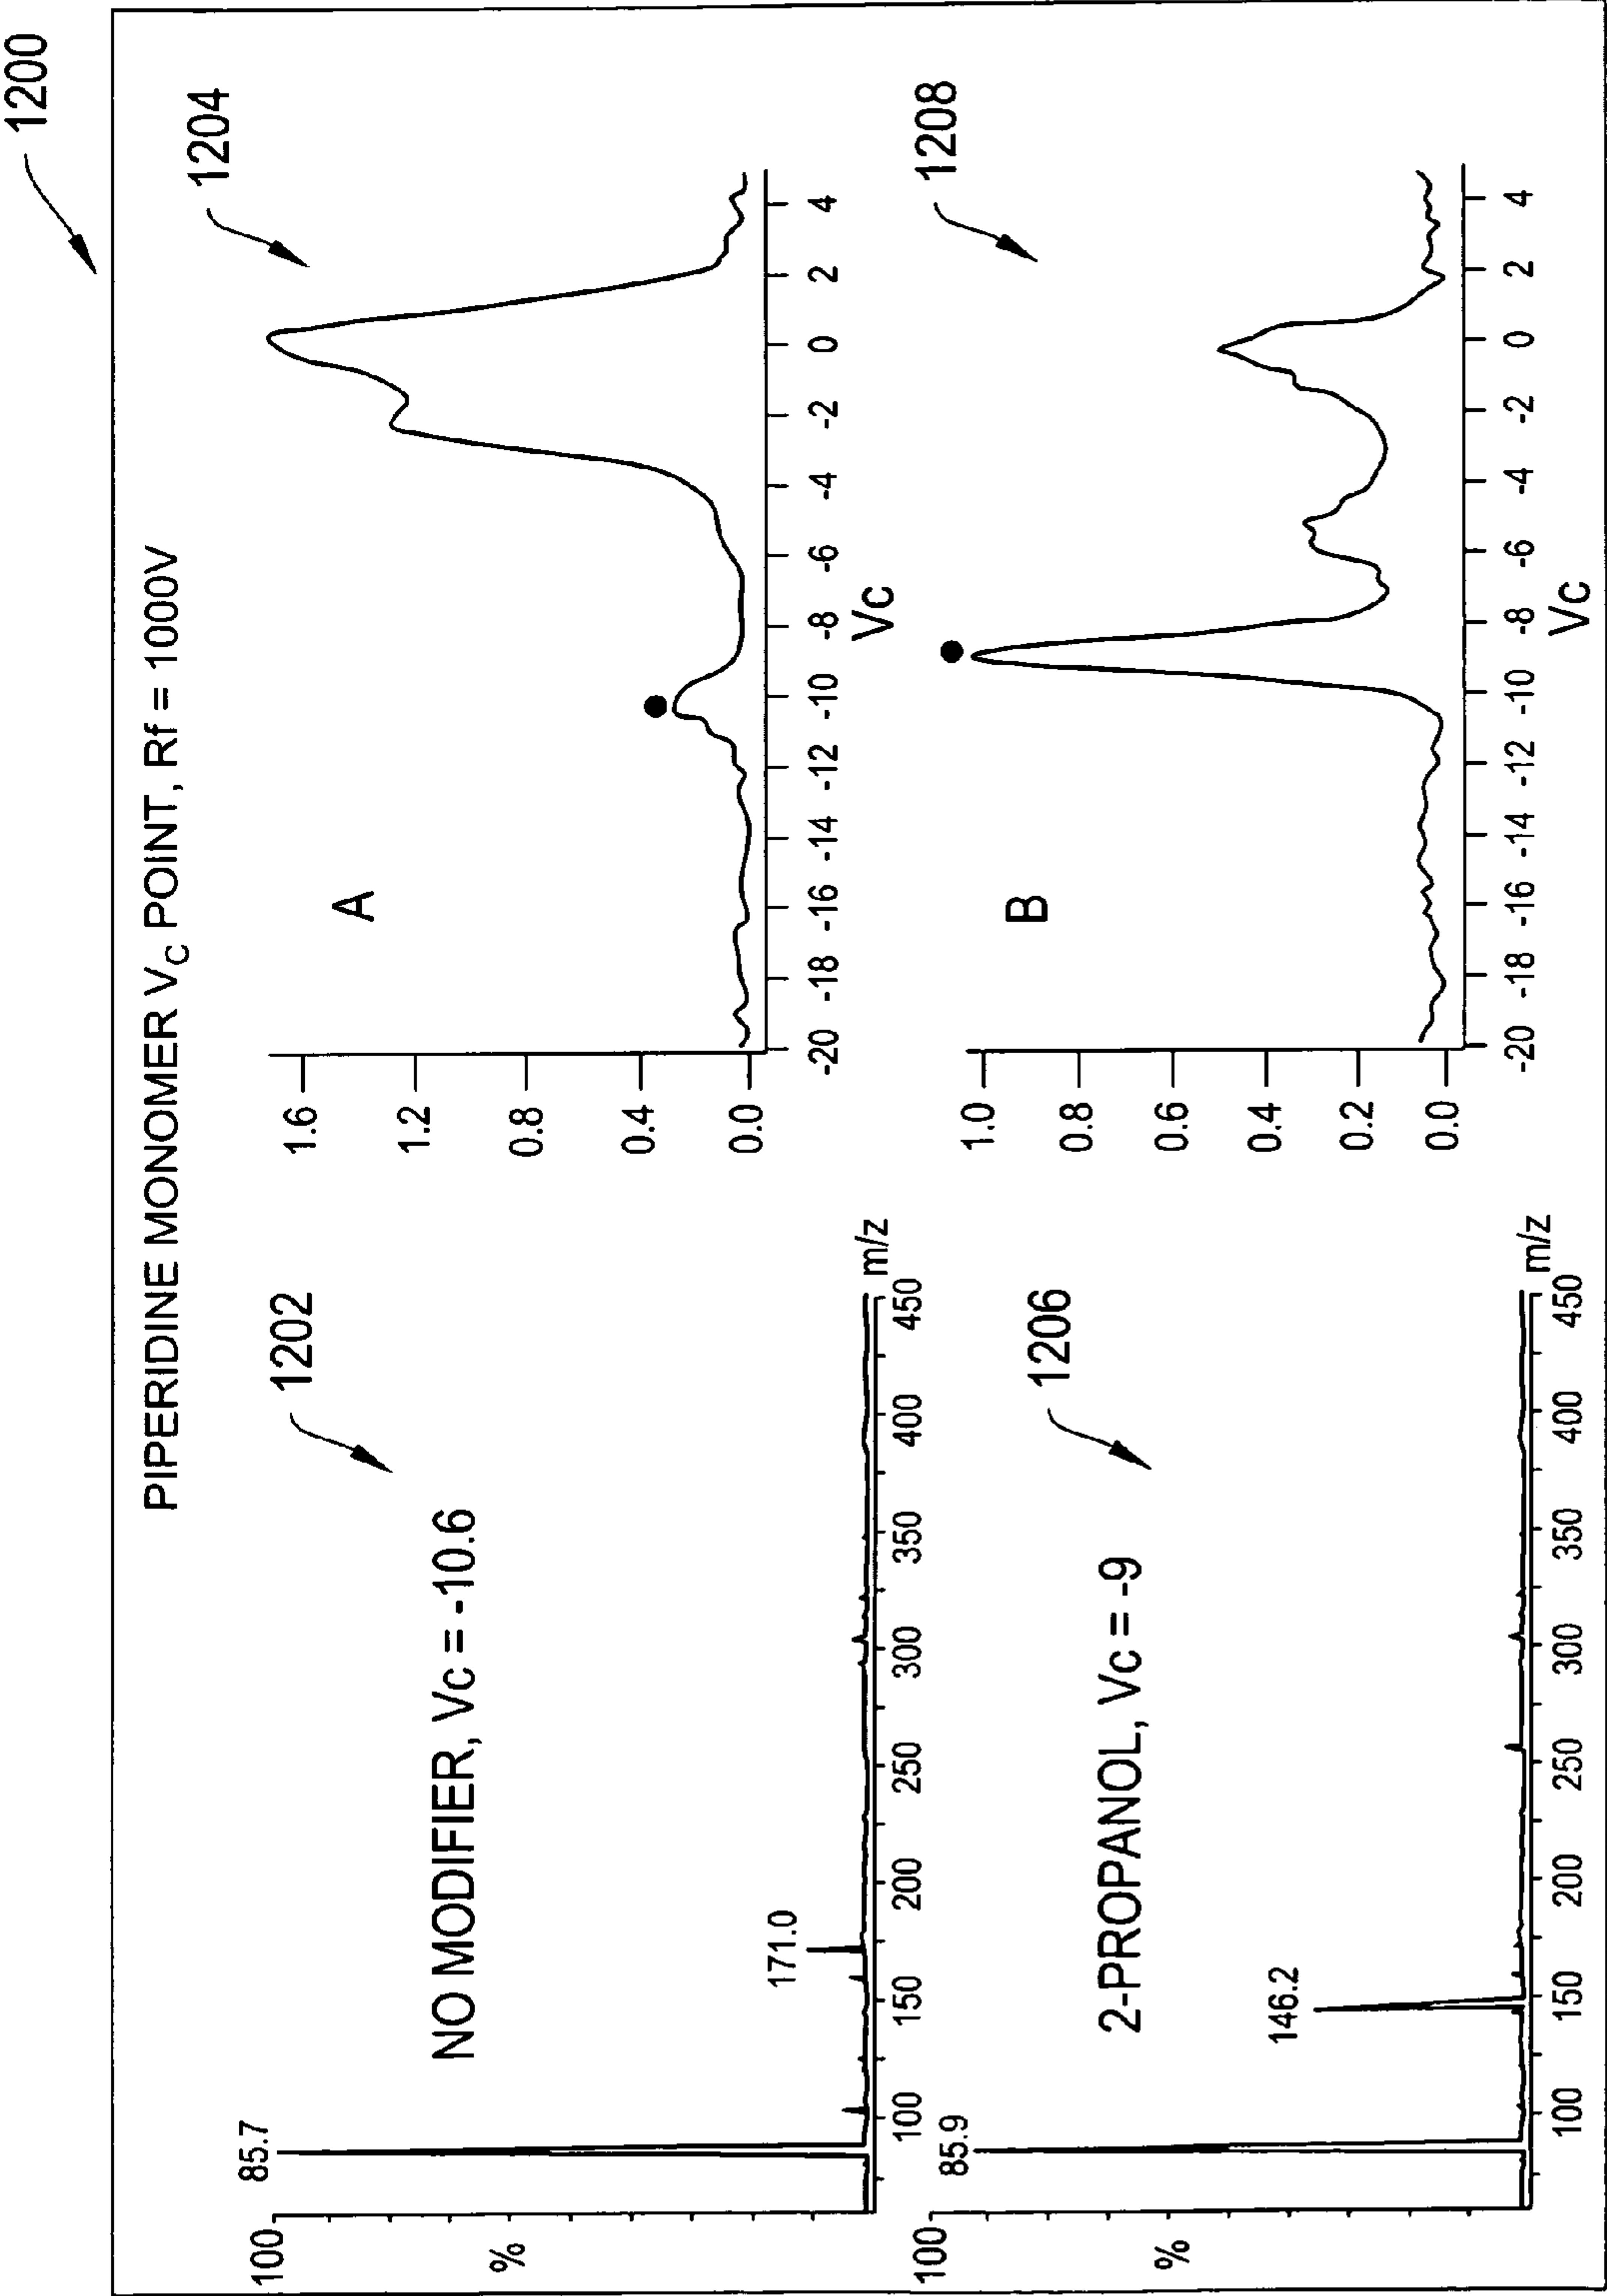 1200
PIPERIDINE MONOMER VC POINT, Rf = 1000V
1202
NO MODIFIER, Vc = -10.6
85.7
171.0
100
%
100 150 200 250 300 350 400 450 m/z
1204
A
1.6
1.2
0.8
0.4
0.0
-20 -18 -16 -14 -12 -10 -8 -6 -4 -2 0 2 4
Vc
1206
2-PROPANOL, Vc = -9
85.9
146.2
100
%
100 150 200 250 300 350 400 450 m/z
1208
B
1.0
0.8
0.6
0.4
0.2
0.0
-20 -18 -16 -14 -12 -10 -8 -6 -4 -2 0 2 4
Vc